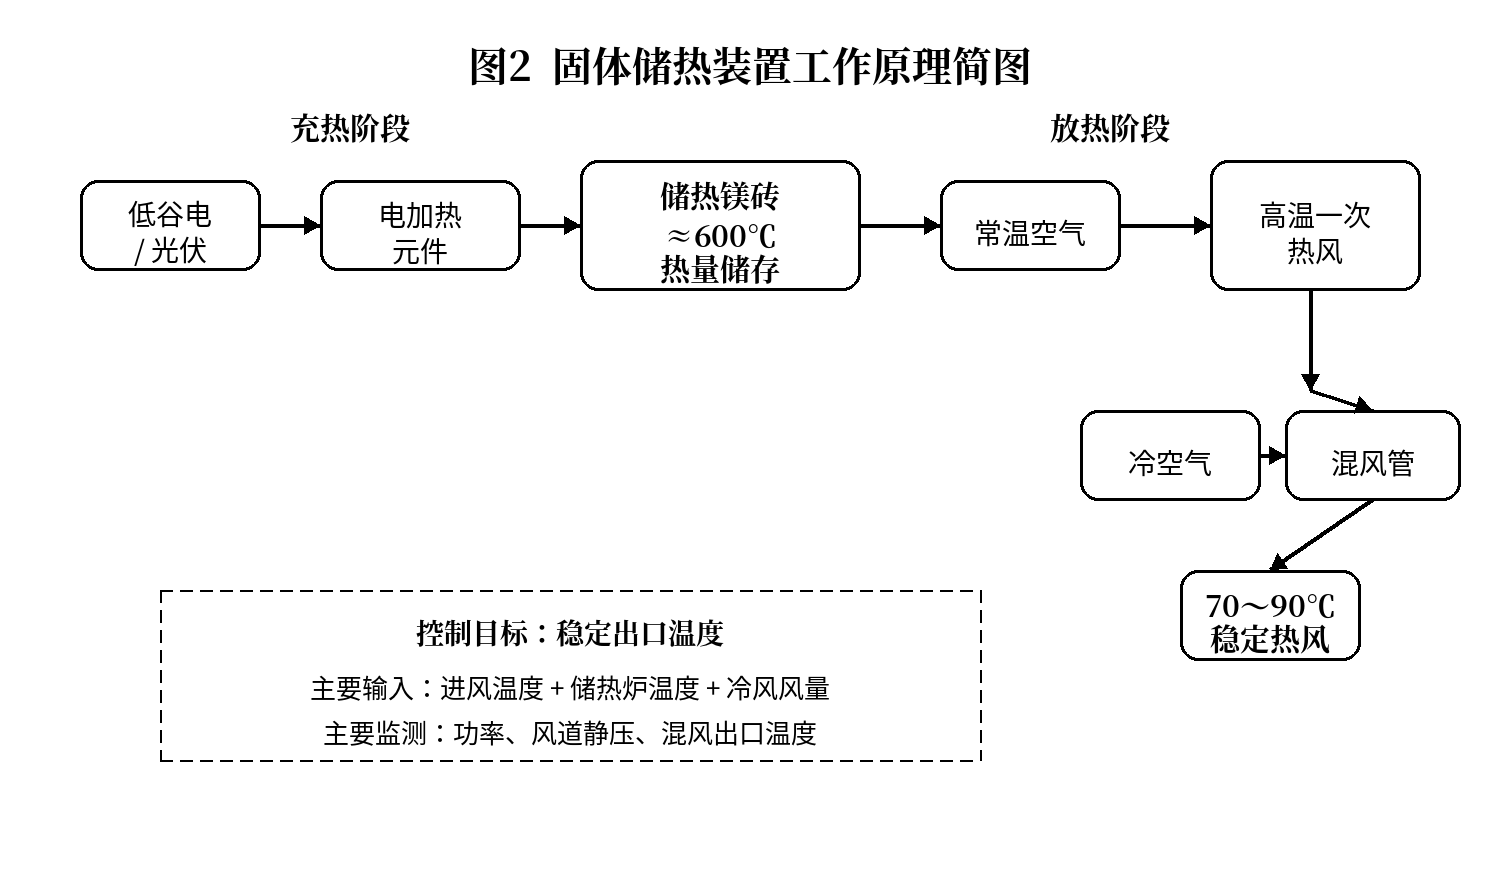 图2 固体储热装置工作原理简图
充热阶段
放热阶段
低谷电
/ 光伏
电加热
元件
储热镁砖
≈600℃
热量储存
常温空气
高温一次
热风
冷空气
混风管
70～90℃
稳定热风
控制目标：稳定出口温度
主要输入：进风温度 + 储热炉温度 + 冷风风量
主要监测：功率、风道静压、混风出口温度